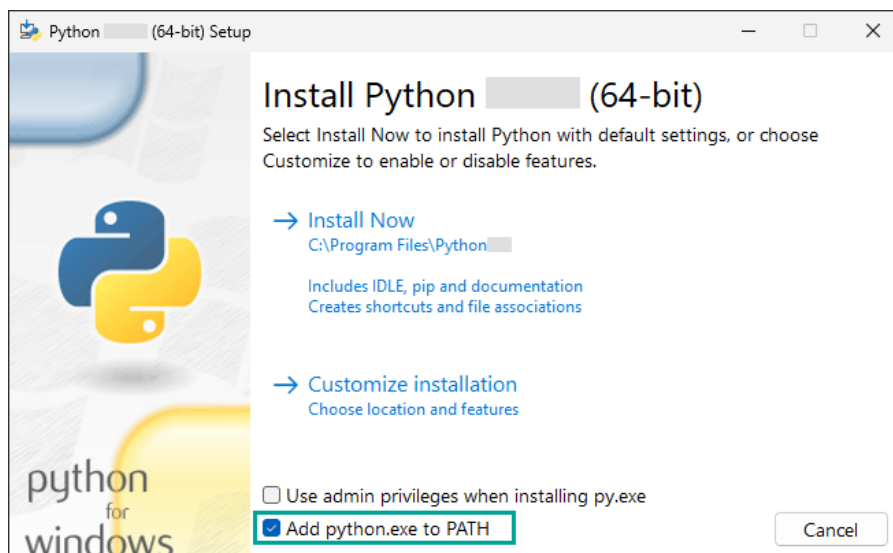 Python (64-bit) Setup
Install Python (64-bit)
Select Install Now to install Python with default settings, or choose
Customize to enable or disable features.
Install Now
C:\Program Files\Python
Includes IDLE, pip and documentation
Creates shortcuts and file associations
Customize installation
Choose location and features
python
for
windows
Use admin privileges when installing py.exe
Add python.exe to PATH
Cancel